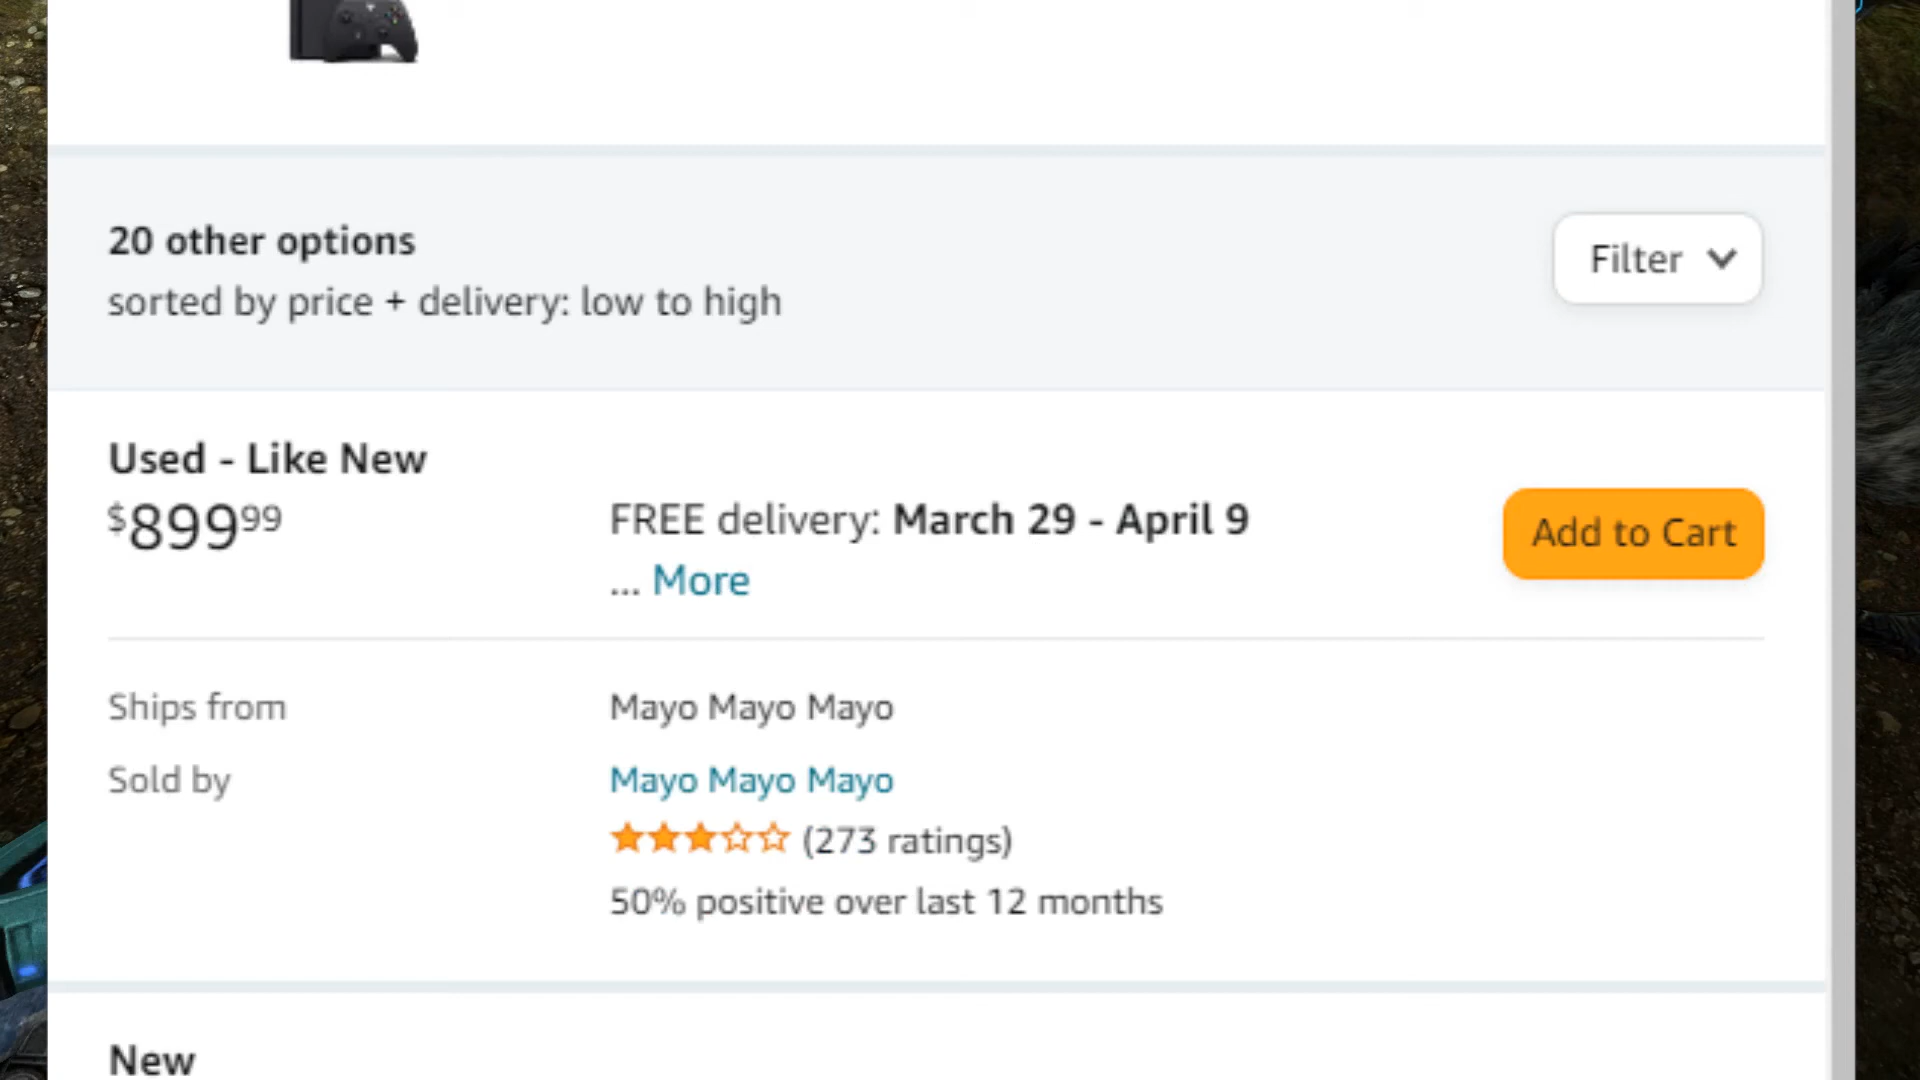 20 other options
sorted by price + delivery: low to high
Filter
Used - Like New
$899 99
FREE delivery: March 29 - April 9
... More
Add to Cart
Ships from
Mayo Mayo Mayo
Sold by
Mayo Mayo Mayo
(273 ratings)
50% positive over last 12 months
New